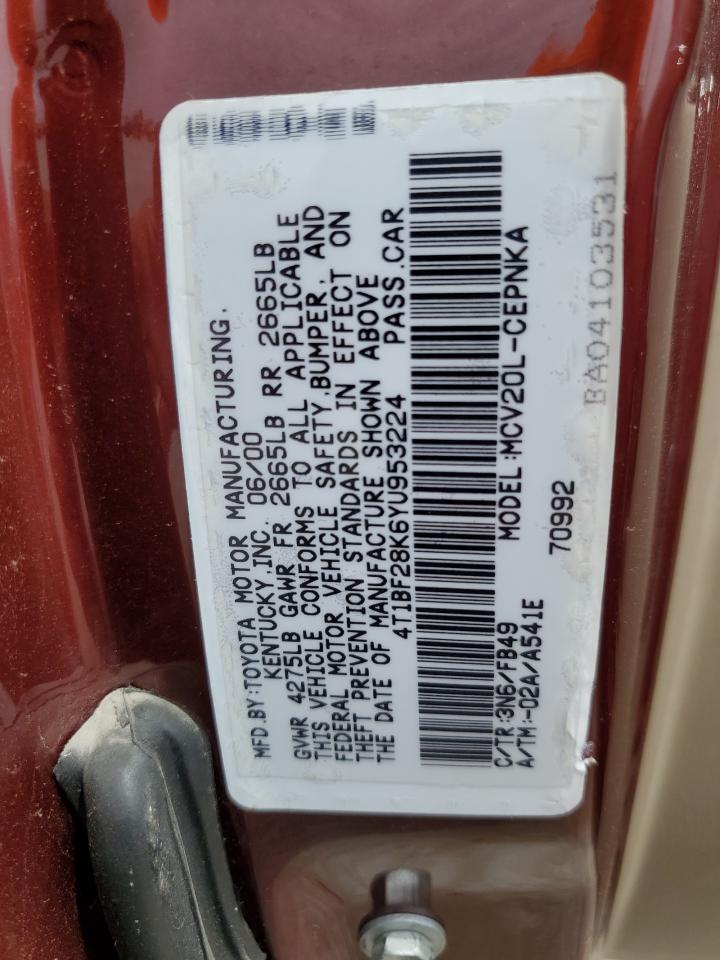 MFD.BY:TOYOTA MOTOR MANUFACTURING.
KENTUCKY,INC. 06/00
GVWR 4275LB GAWR FR 2665LB RR 2665LB
THIS VEHICLE CONFORMS TO ALL APPLICABLE
FEDERAL MOTOR VEHICLE SAFETY,BUMPER, AND
THEFT PREVENTION STANDARDS IN EFFECT ON
THE DATE OF MANUFACTURE SHOWN ABOVE
4T1BF28K6YU953224 PASS.CAR
C/TR:3N6/FB49 MODEL:MCV20L-CEPNKA
A/TM:-02A/A541E
70992
BA04103531